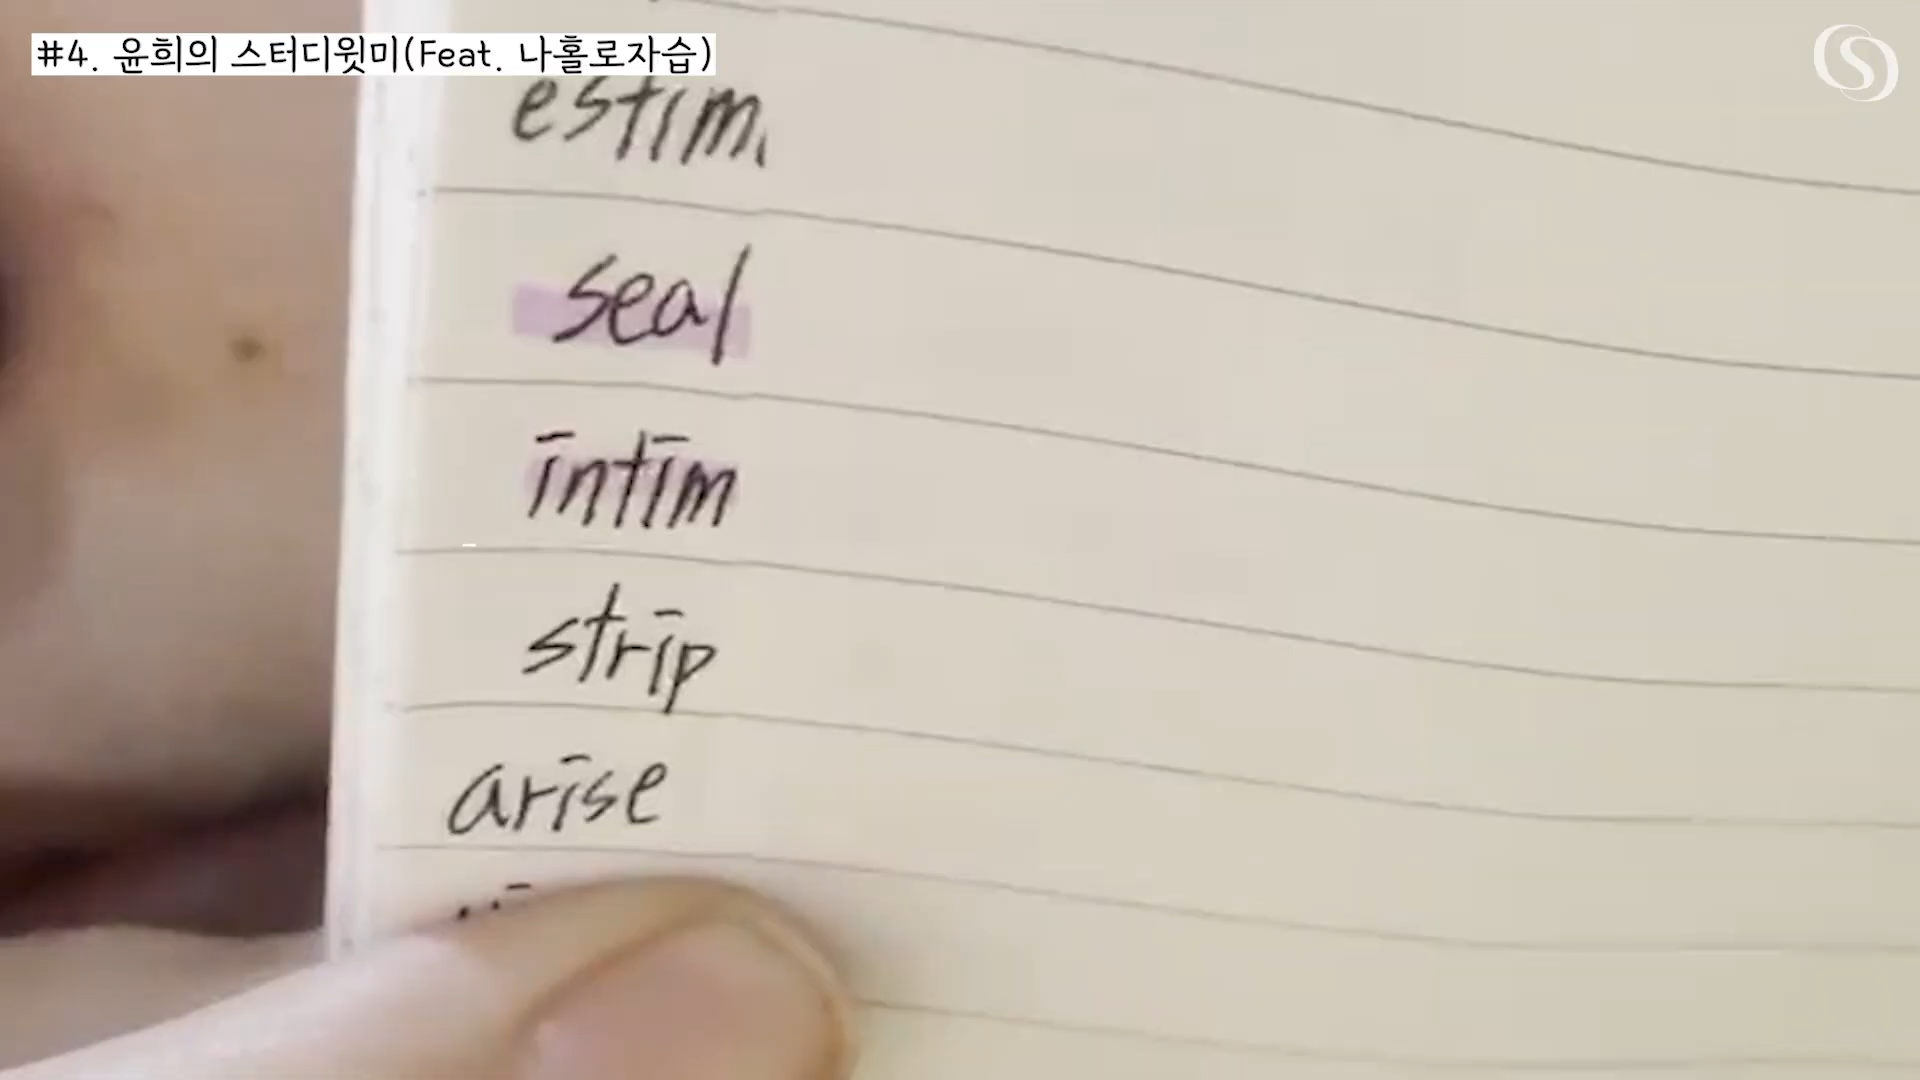 #4. 윤희의 스터디윗미(Feat. 나홀로자습)
estim
seal
intim
strip
arise